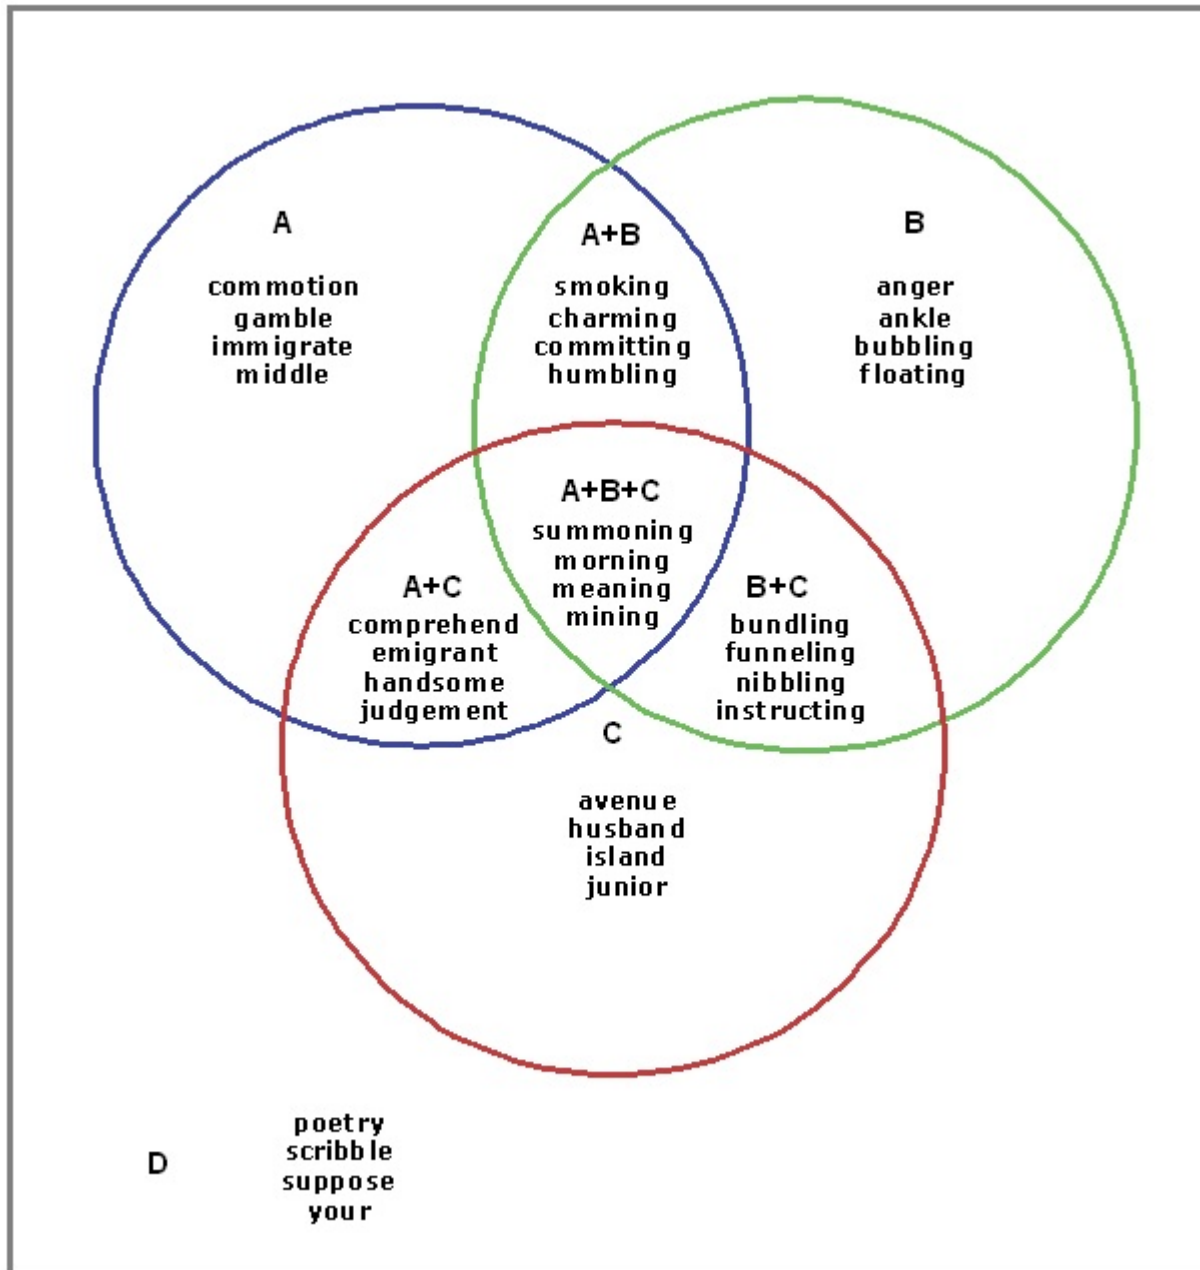 A
commotion
gamble
immigrate
middle
A+B
smoking
charming
committing
humbling
B
anger
ankle
bubbling
floating
A+B+C
summoning
morning
meaning
mining
A+C
comprehend
emigrant
handsome
judgement
B+C
bundling
funneling
nibbling
instructing
C
avenue
husband
island
junior
D
poetry
scribble
suppose
your